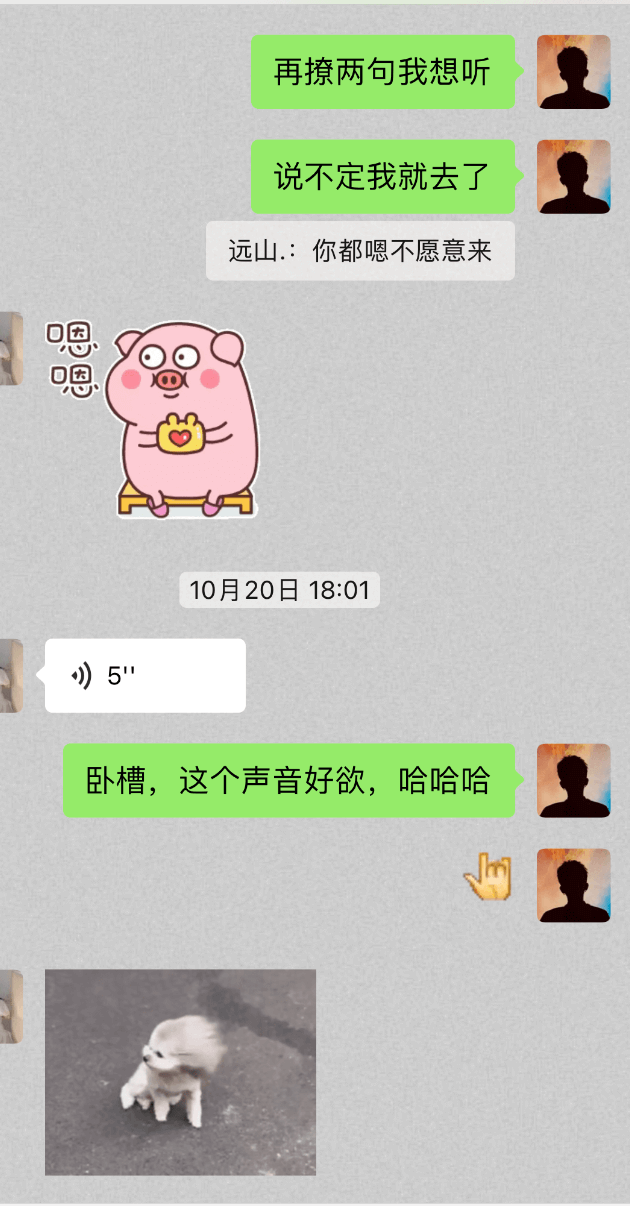 再撩两句我想听
说不定我就去了
远山.：你都嗯不愿意来
嗯
嗯
10月20日 18:01
5''
卧槽，这个声音好欲，哈哈哈